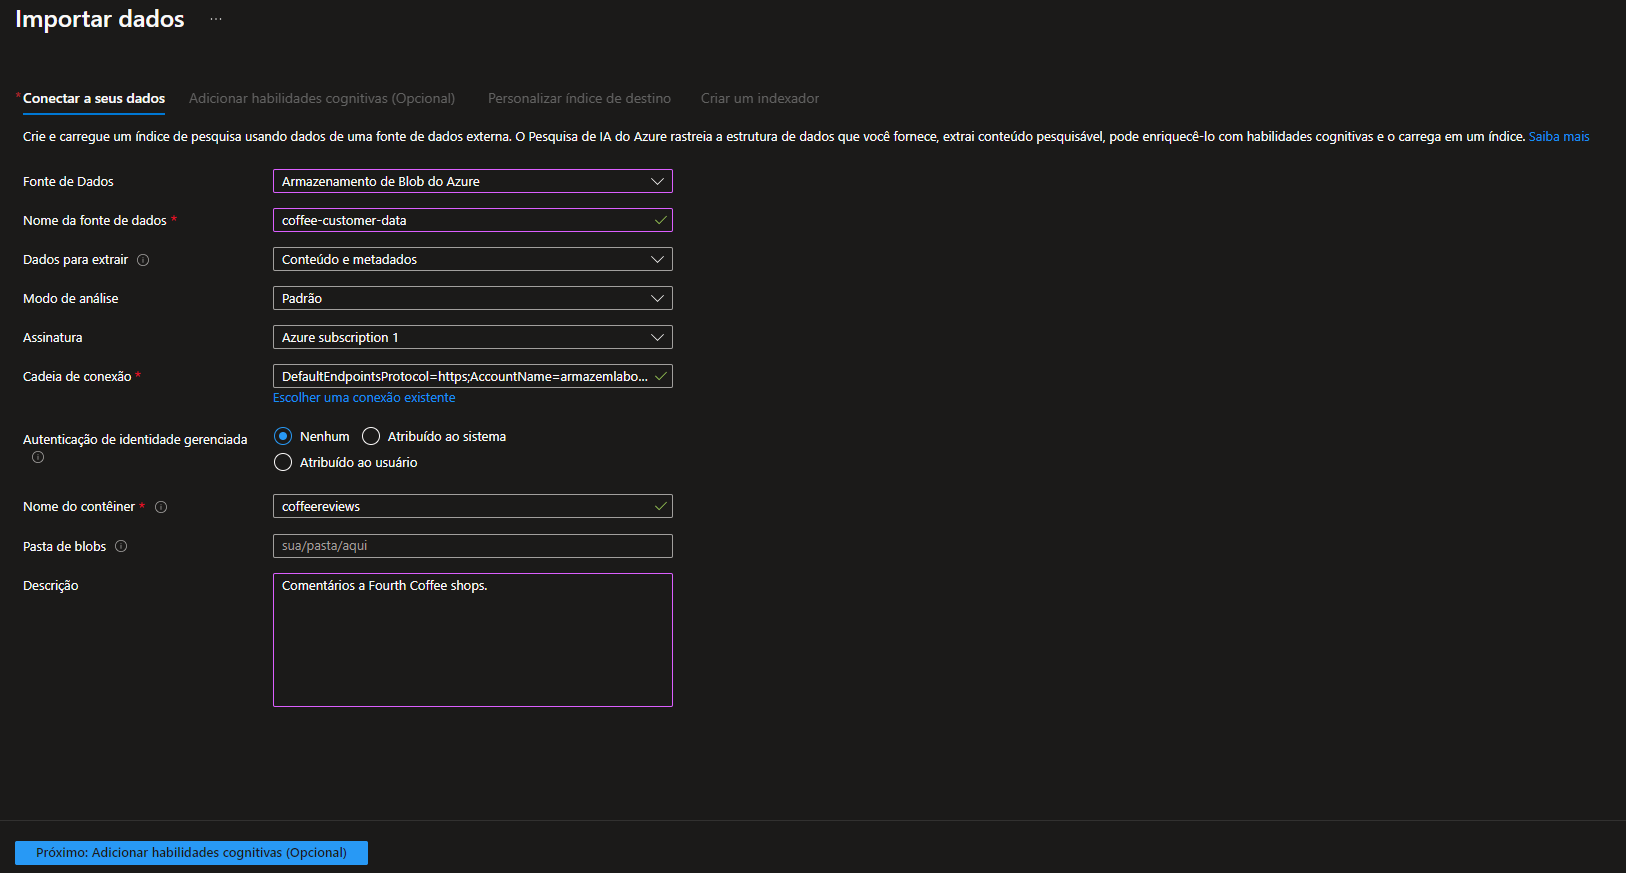 Importar dados ...
* Conectar a seus dados Adicionar habilidades cognitivas (Opcional) Personalizar índice de destino Criar um indexador
Crie e carregue um índice de pesquisa usando dados de uma fonte de dados externa. O Pesquisa de IA do Azure rastreia a estrutura de dados que você fornece, extrai conteúdo pesquisável, pode enriquecê-lo com habilidades cognitivas e o carrega em um índice. Saiba mais
Fonte de Dados Armazenamento de Blob do Azure
Nome da fonte de dados * coffee-customer-data
Dados para extrair Conteúdo e metadados
Modo de análise Padrão
Assinatura Azure subscription 1
Cadeia de conexão * DefaultEndpointsProtocol=https;AccountName=armazemlabo...
Escolher uma conexão existente
Autenticação de identidade gerenciada Nenhum Atribuído ao sistema
Atribuído ao usuário
Nome do contêiner * coffeereviews
Pasta de blobs sua/pasta/aqui
Descrição Comentários a Fourth Coffee shops.
Próximo: Adicionar habilidades cognitivas (Opcional)